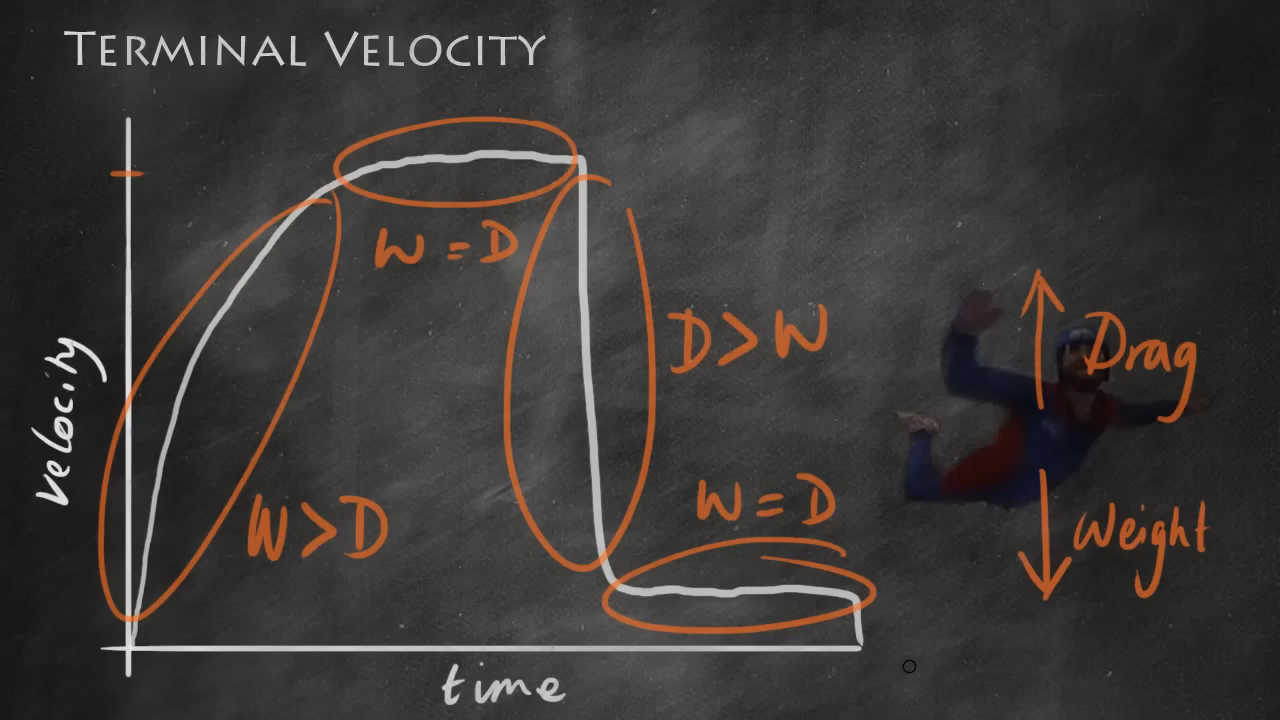 TERMINAL VELOCITY
W = D
D > W
Drag
velocity
W > D
W = D
Weight
time